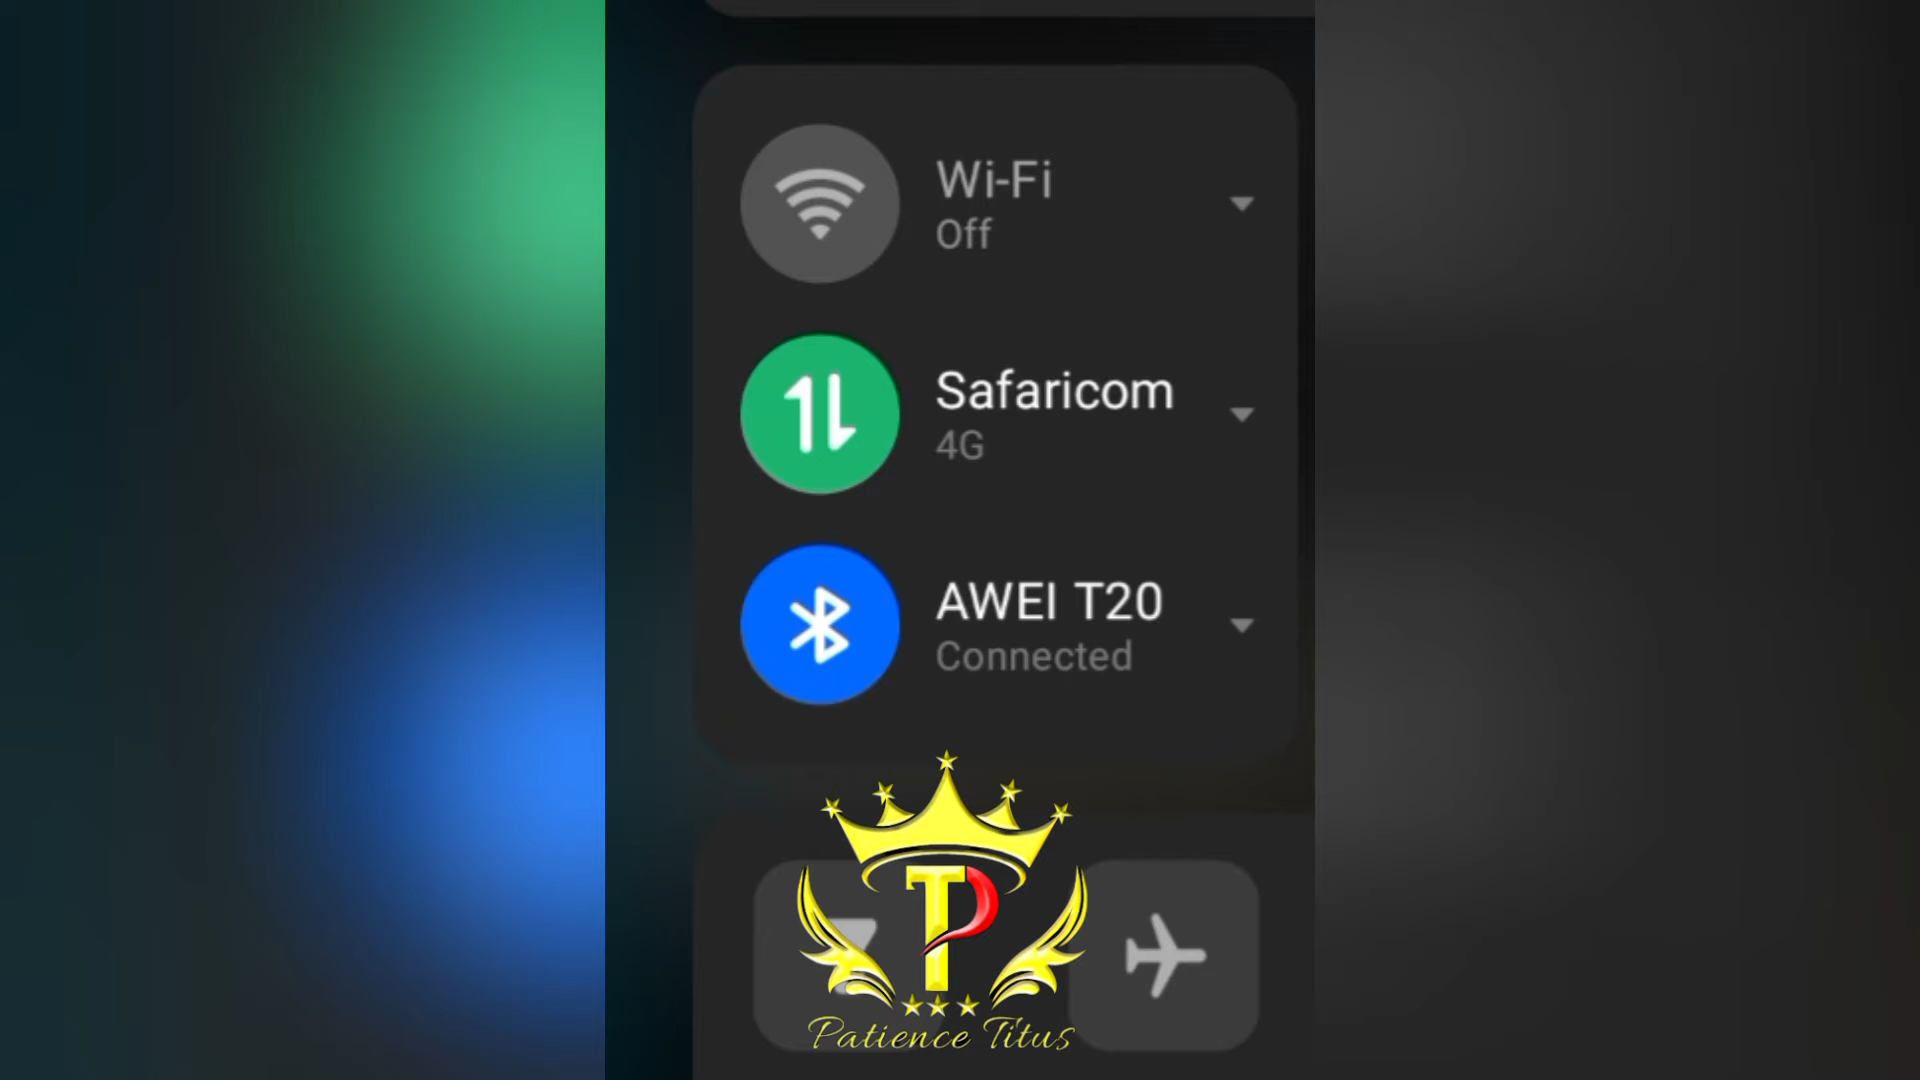 Wi-Fi
Off
Safaricom
4G
AWEI T20
Connected
TP
Patience Titus